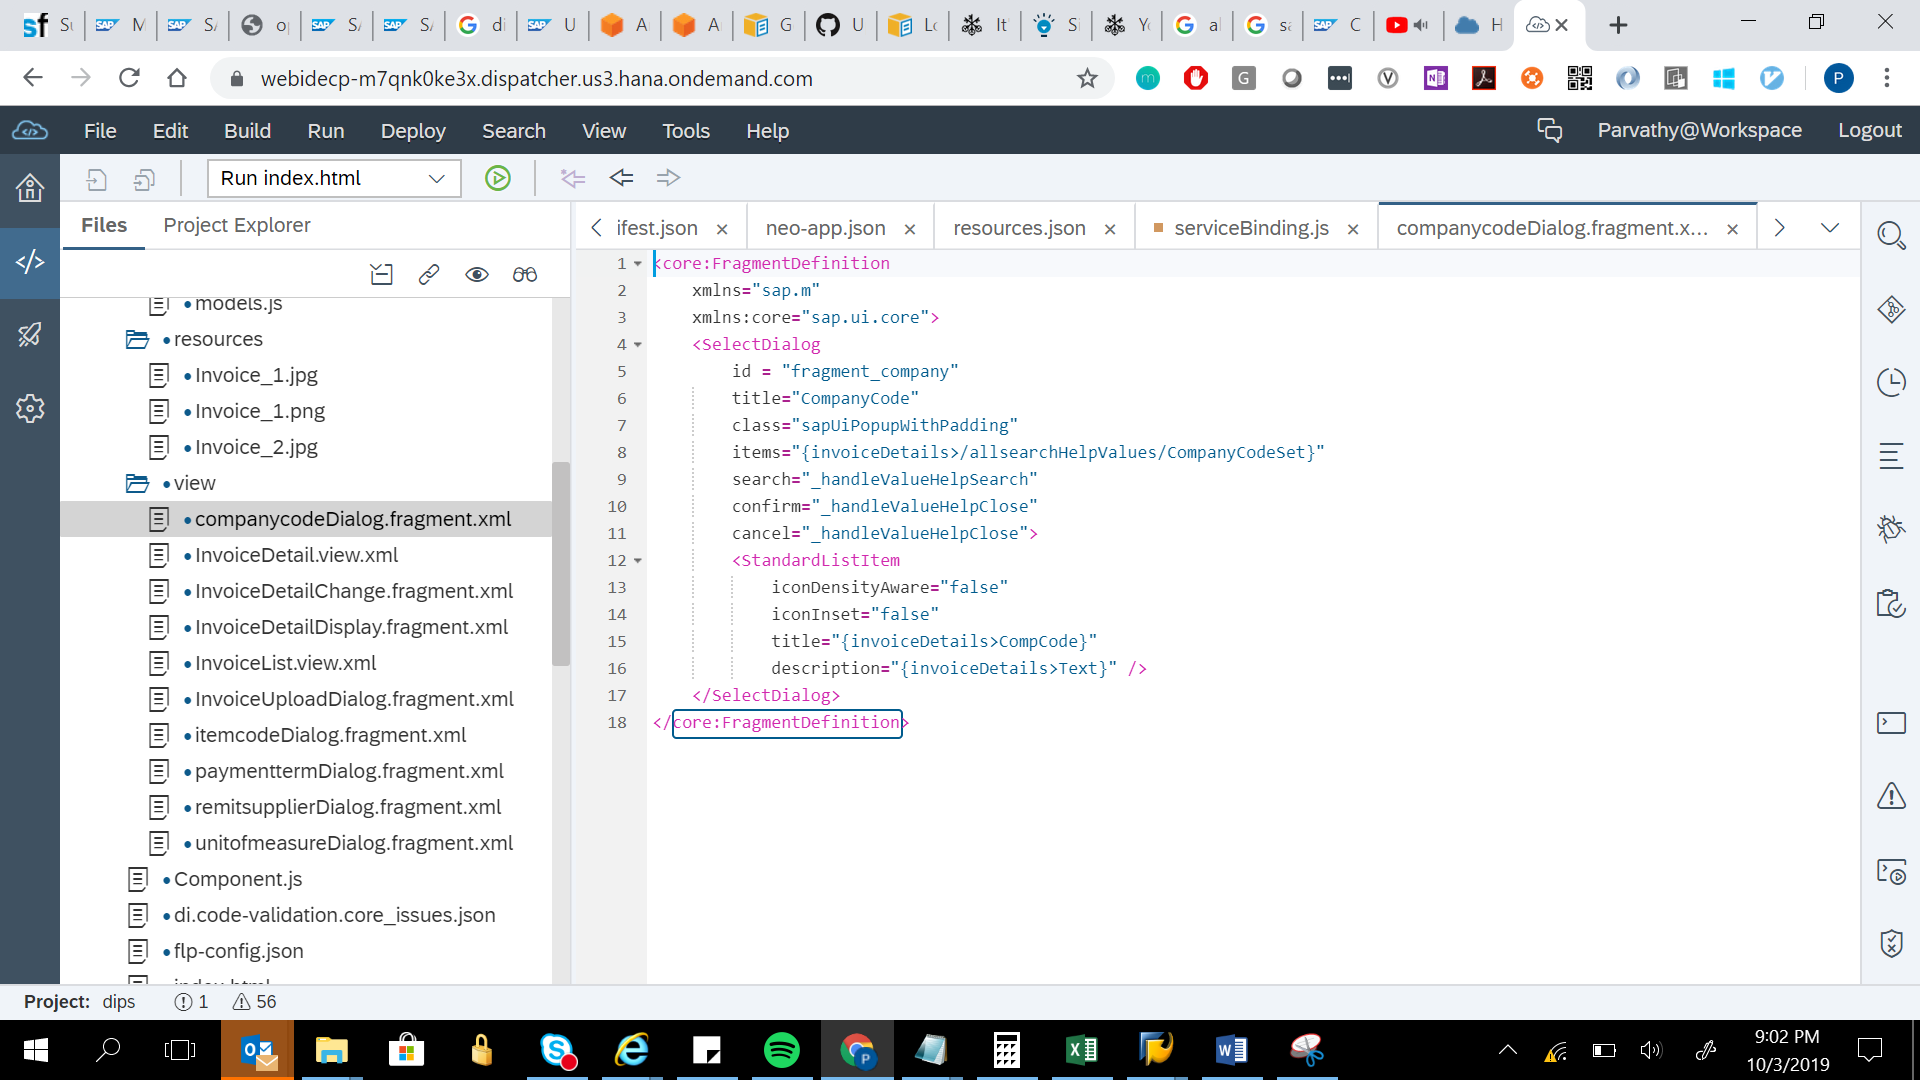 webidecp-m7qnk0ke3x.dispatcher.us3.hana.ondemand.com
File Edit Build Run Deploy Search View Tools Help
Parvathy@Workspace Logout
Run index.html
Files Project Explorer
ifest.json × neo-app.json × resources.json × serviceBinding.js × companycodeDialog.fragment.x... ×
models.js
resources
Invoice_1.jpg
Invoice_1.png
Invoice_2.jpg
view
companycodeDialog.fragment.xml
InvoiceDetail.view.xml
InvoiceDetailChange.fragment.xml
InvoiceDetailDisplay.fragment.xml
InvoiceList.view.xml
InvoiceUploadDialog.fragment.xml
itemcodeDialog.fragment.xml
paymenttermDialog.fragment.xml
remitsupplierDialog.fragment.xml
unitofmeasureDialog.fragment.xml
Component.js
di.code-validation.core_issues.json
flp-config.json
index.html
1 <core:FragmentDefinition
2 xmlns="sap.m"
3 xmlns:core="sap.ui.core">
4 <SelectDialog
5 id = "fragment_company"
6 title="CompanyCode"
7 class="sapUiPopupWithPadding"
8 items="{invoiceDetails>/allsearchHelpValues/CompanyCodeSet}"
9 search="_handleValueHelpSearch"
10 confirm="_handleValueHelpClose"
11 cancel="_handleValueHelpClose">
12 <StandardListItem
13 iconDensityAware="false"
14 iconInset="false"
15 title="{invoiceDetails>CompCode}"
16 description="{invoiceDetails>Text}" />
17 </SelectDialog>
18 </core:FragmentDefinition>
Project: dips 1 56
9:02 PM
10/3/2019